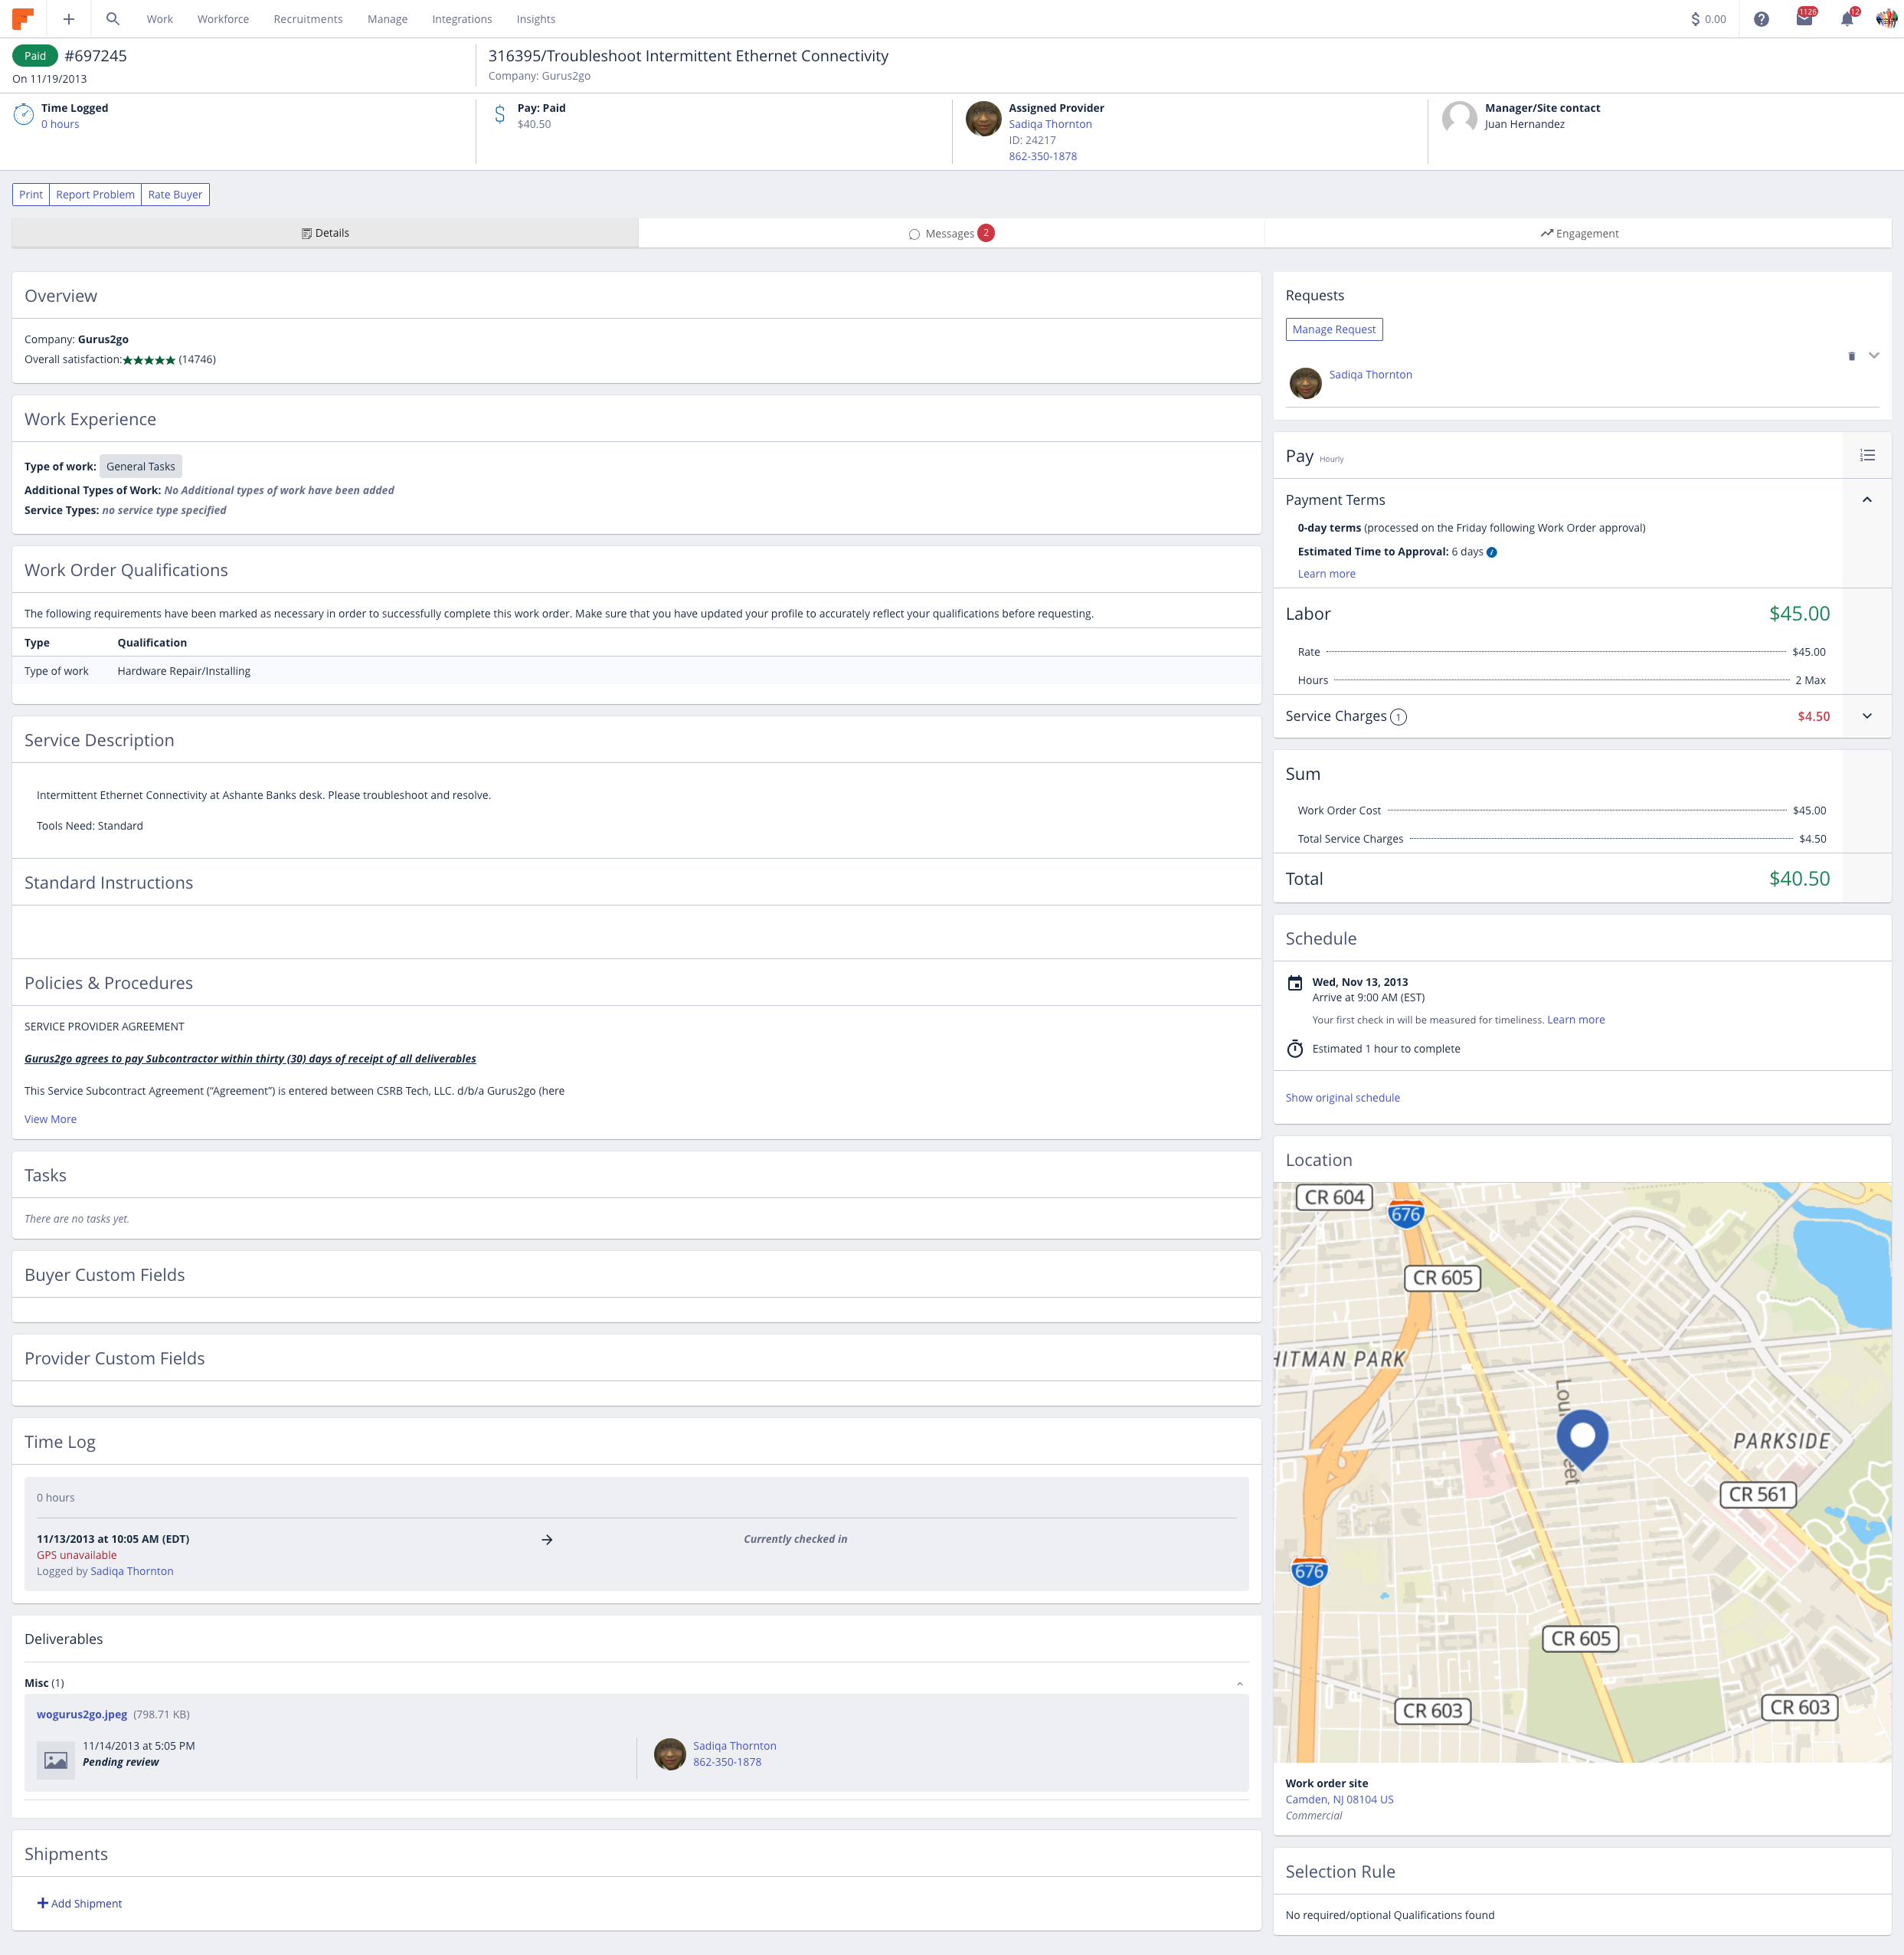 Work Workforce Recruitments Manage Integrations Insights
$ 0.00
1126
12
Paid #697245
On 11/19/2013
316395/Troubleshoot Intermittent Ethernet Connectivity
Company: Gurus2go
Time Logged
0 hours
Pay: Paid
$40.50
Assigned Provider
Sadiqa Thornton
ID: 24217
862-350-1878
Manager/Site contact
Juan Hernandez
Print Report Problem Rate Buyer
Details
Messages 2
Engagement
Overview
Company: Gurus2go
Overall satisfaction:★★★★★ (14746)
Work Experience
Type of work: General Tasks
Additional Types of Work: No Additional types of work have been added
Service Types: no service type specified
Work Order Qualifications
The following requirements have been marked as necessary in order to successfully complete this work order. Make sure that you have updated your profile to accurately reflect your qualifications before requesting.
Type Qualification
Type of work Hardware Repair/Installing
Service Description
Intermittent Ethernet Connectivity at Ashante Banks desk. Please troubleshoot and resolve.
Tools Need: Standard
Standard Instructions
Policies & Procedures
SERVICE PROVIDER AGREEMENT
Gurus2go agrees to pay Subcontractor within thirty (30) days of receipt of all deliverables
This Service Subcontract Agreement (“Agreement”) is entered between CSRB Tech, LLC. d/b/a Gurus2go (here
View More
Tasks
There are no tasks yet.
Buyer Custom Fields
Provider Custom Fields
Time Log
0 hours
11/13/2013 at 10:05 AM (EDT)
Currently checked in
GPS unavailable
Logged by Sadiqa Thornton
Deliverables
Misc (1)
wogurus2go.jpeg (798.71 KB)
11/14/2013 at 5:05 PM
Pending review
Sadiqa Thornton
862-350-1878
Shipments
Add Shipment
Requests
Manage Request
Sadiqa Thornton
Pay Hourly
Payment Terms
0-day terms (processed on the Friday following Work Order approval)
Estimated Time to Approval: 6 days
Learn more
Labor $45.00
Rate $45.00
Hours 2 Max
Service Charges 1 $4.50
Sum
Work Order Cost $45.00
Total Service Charges $4.50
Total $40.50
Schedule
Wed, Nov 13, 2013
Arrive at 9:00 AM (EST)
Your first check in will be measured for timeliness. Learn more
Estimated 1 hour to complete
Show original schedule
Location
CR 604
676
CR 605
HITMAN PARK
PARKSIDE
CR 561
676
CR 605
CR 603
CR 603
Work order site
Camden, NJ 08104 US
Commercial
Selection Rule
No required/optional Qualifications found